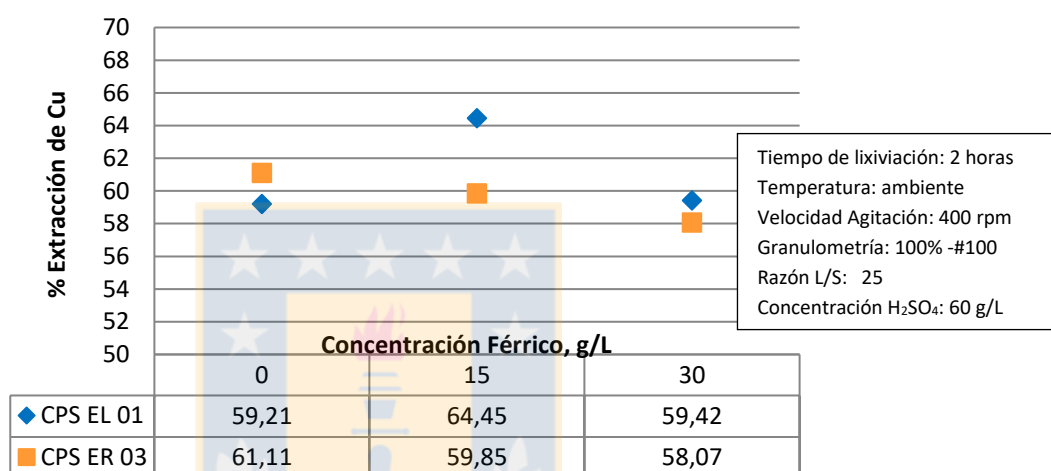 70
68
66
64
62
60
58
56
54
52
50
% Extracción de Cu
Tiempo de lixiviación: 2 horas
Temperatura: ambiente
Velocidad Agitación: 400 rpm
Granulometría: 100% -#100
Razón L/S: 25
Concentración H₂SO₄: 60 g/L
Concentración Férrico, g/L
0 15 30
CPS EL 01 59,21 64,45 59,42
CPS ER 03 61,11 59,85 58,07